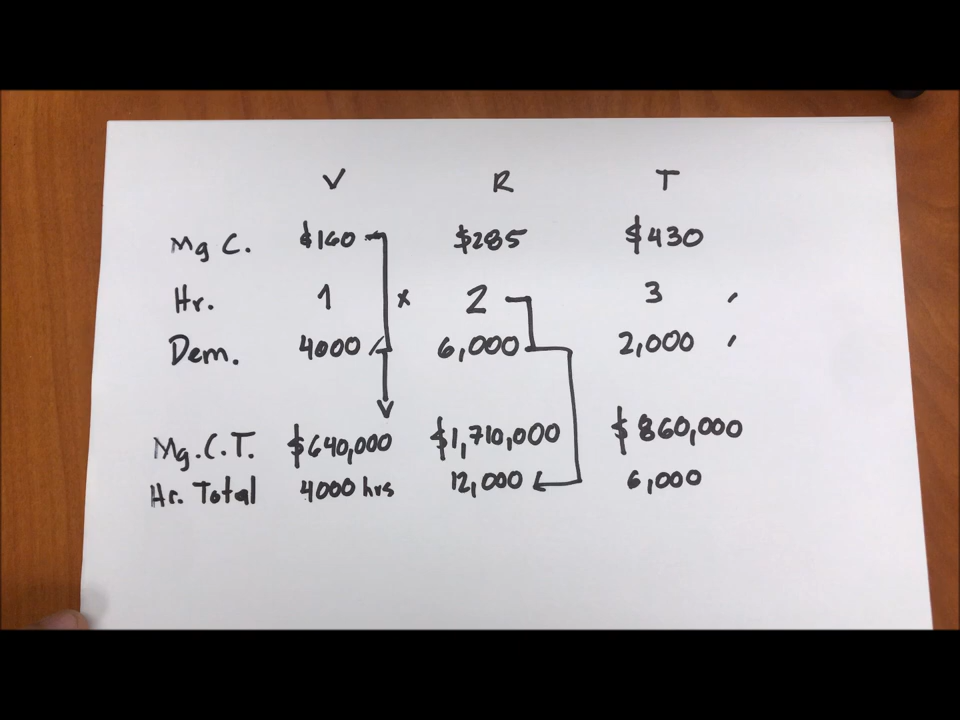 V R T
Mg C. $160 $285 $430
Hr. 1 x 2 3
Dem. 4000 6,000 2,000
Mg.C.T. $640,000 $1,710,000 $860,000
Hr. Total 4000 hrs 12,000 6,000